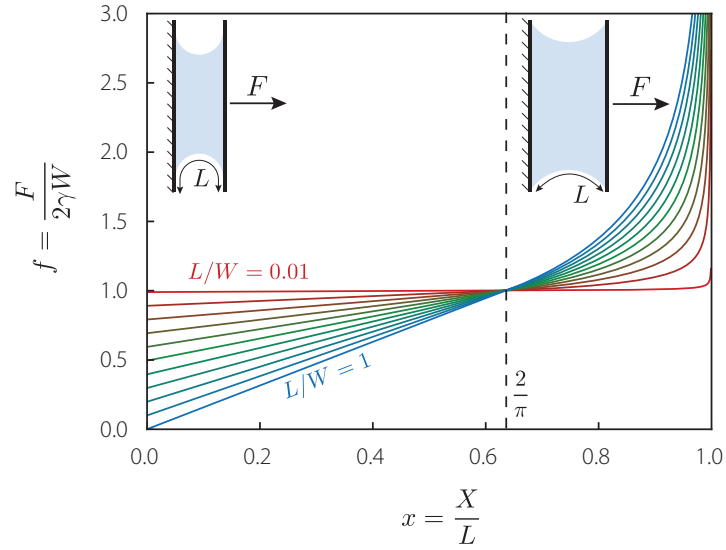 3.0
2.5
2.0
1.5
1.0
0.5
0.0
f = F / 2γW
F
L
F
L
L/W = 0.01
L/W = 1
2/π
0.0 0.2 0.4 0.6 0.8 1.0
x = X / L